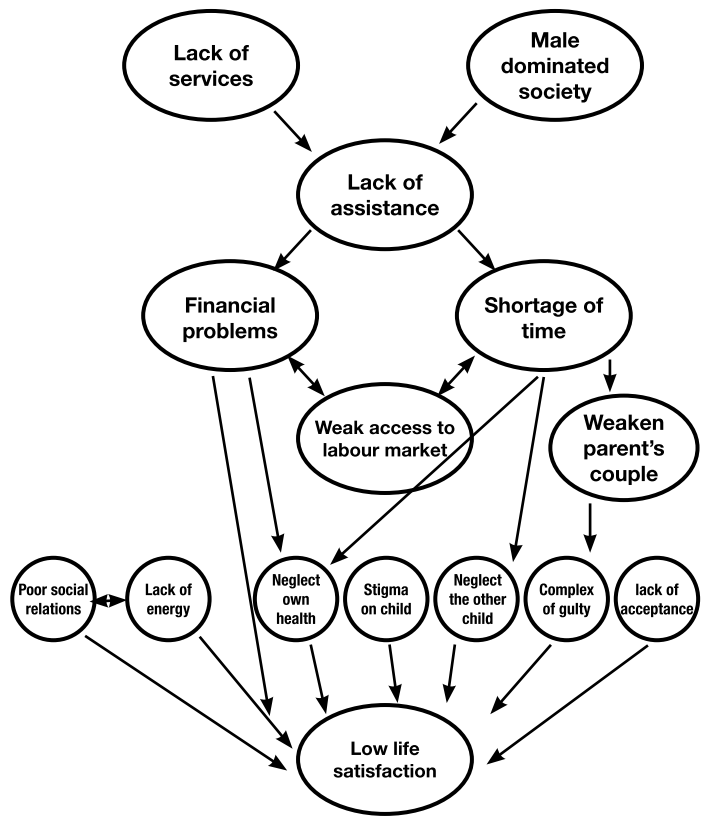 Lack of
services
Male
dominated
society
Lack of
assistance
Financial
problems
Shortage of
time
Weak access to
labour market
Weaken
parent's
couple
Poor social
relations
Lack of
energy
Neglect
own
health
Stigma
on child
Neglect
the other
child
Complex
of gulty
lack of
acceptance
Low life
satisfaction